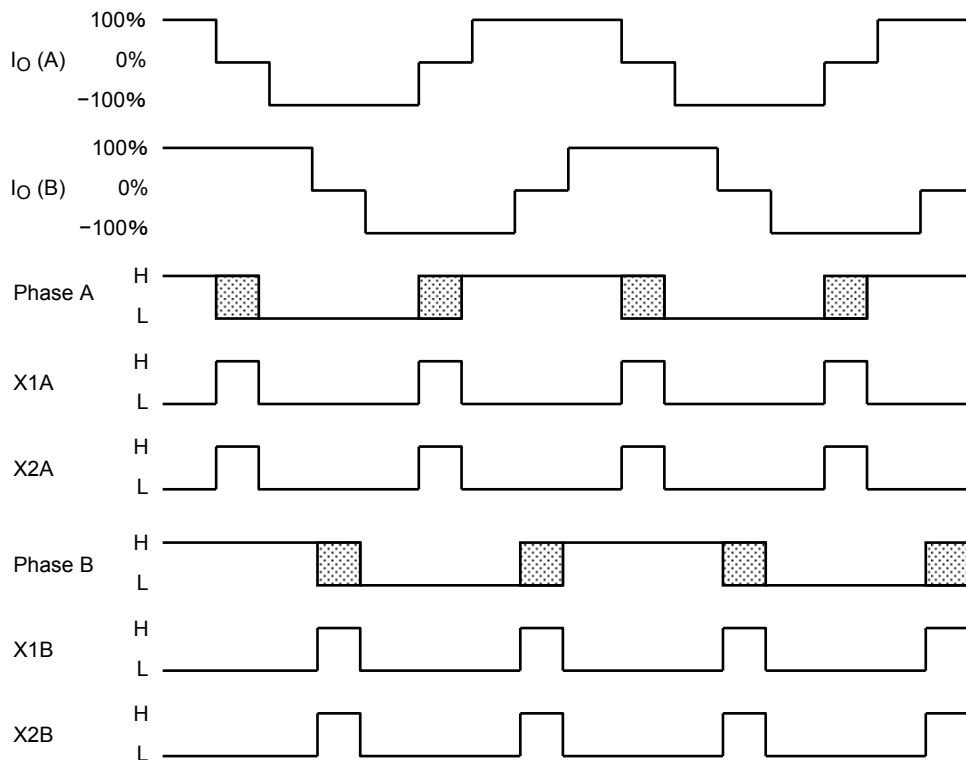 100%
I_O (A) 0%
−100%
100%
I_O (B) 0%
−100%
H
Phase A
L
H
X1A
L
H
X2A
L
H
Phase B
L
H
X1B
L
H
X2B
L